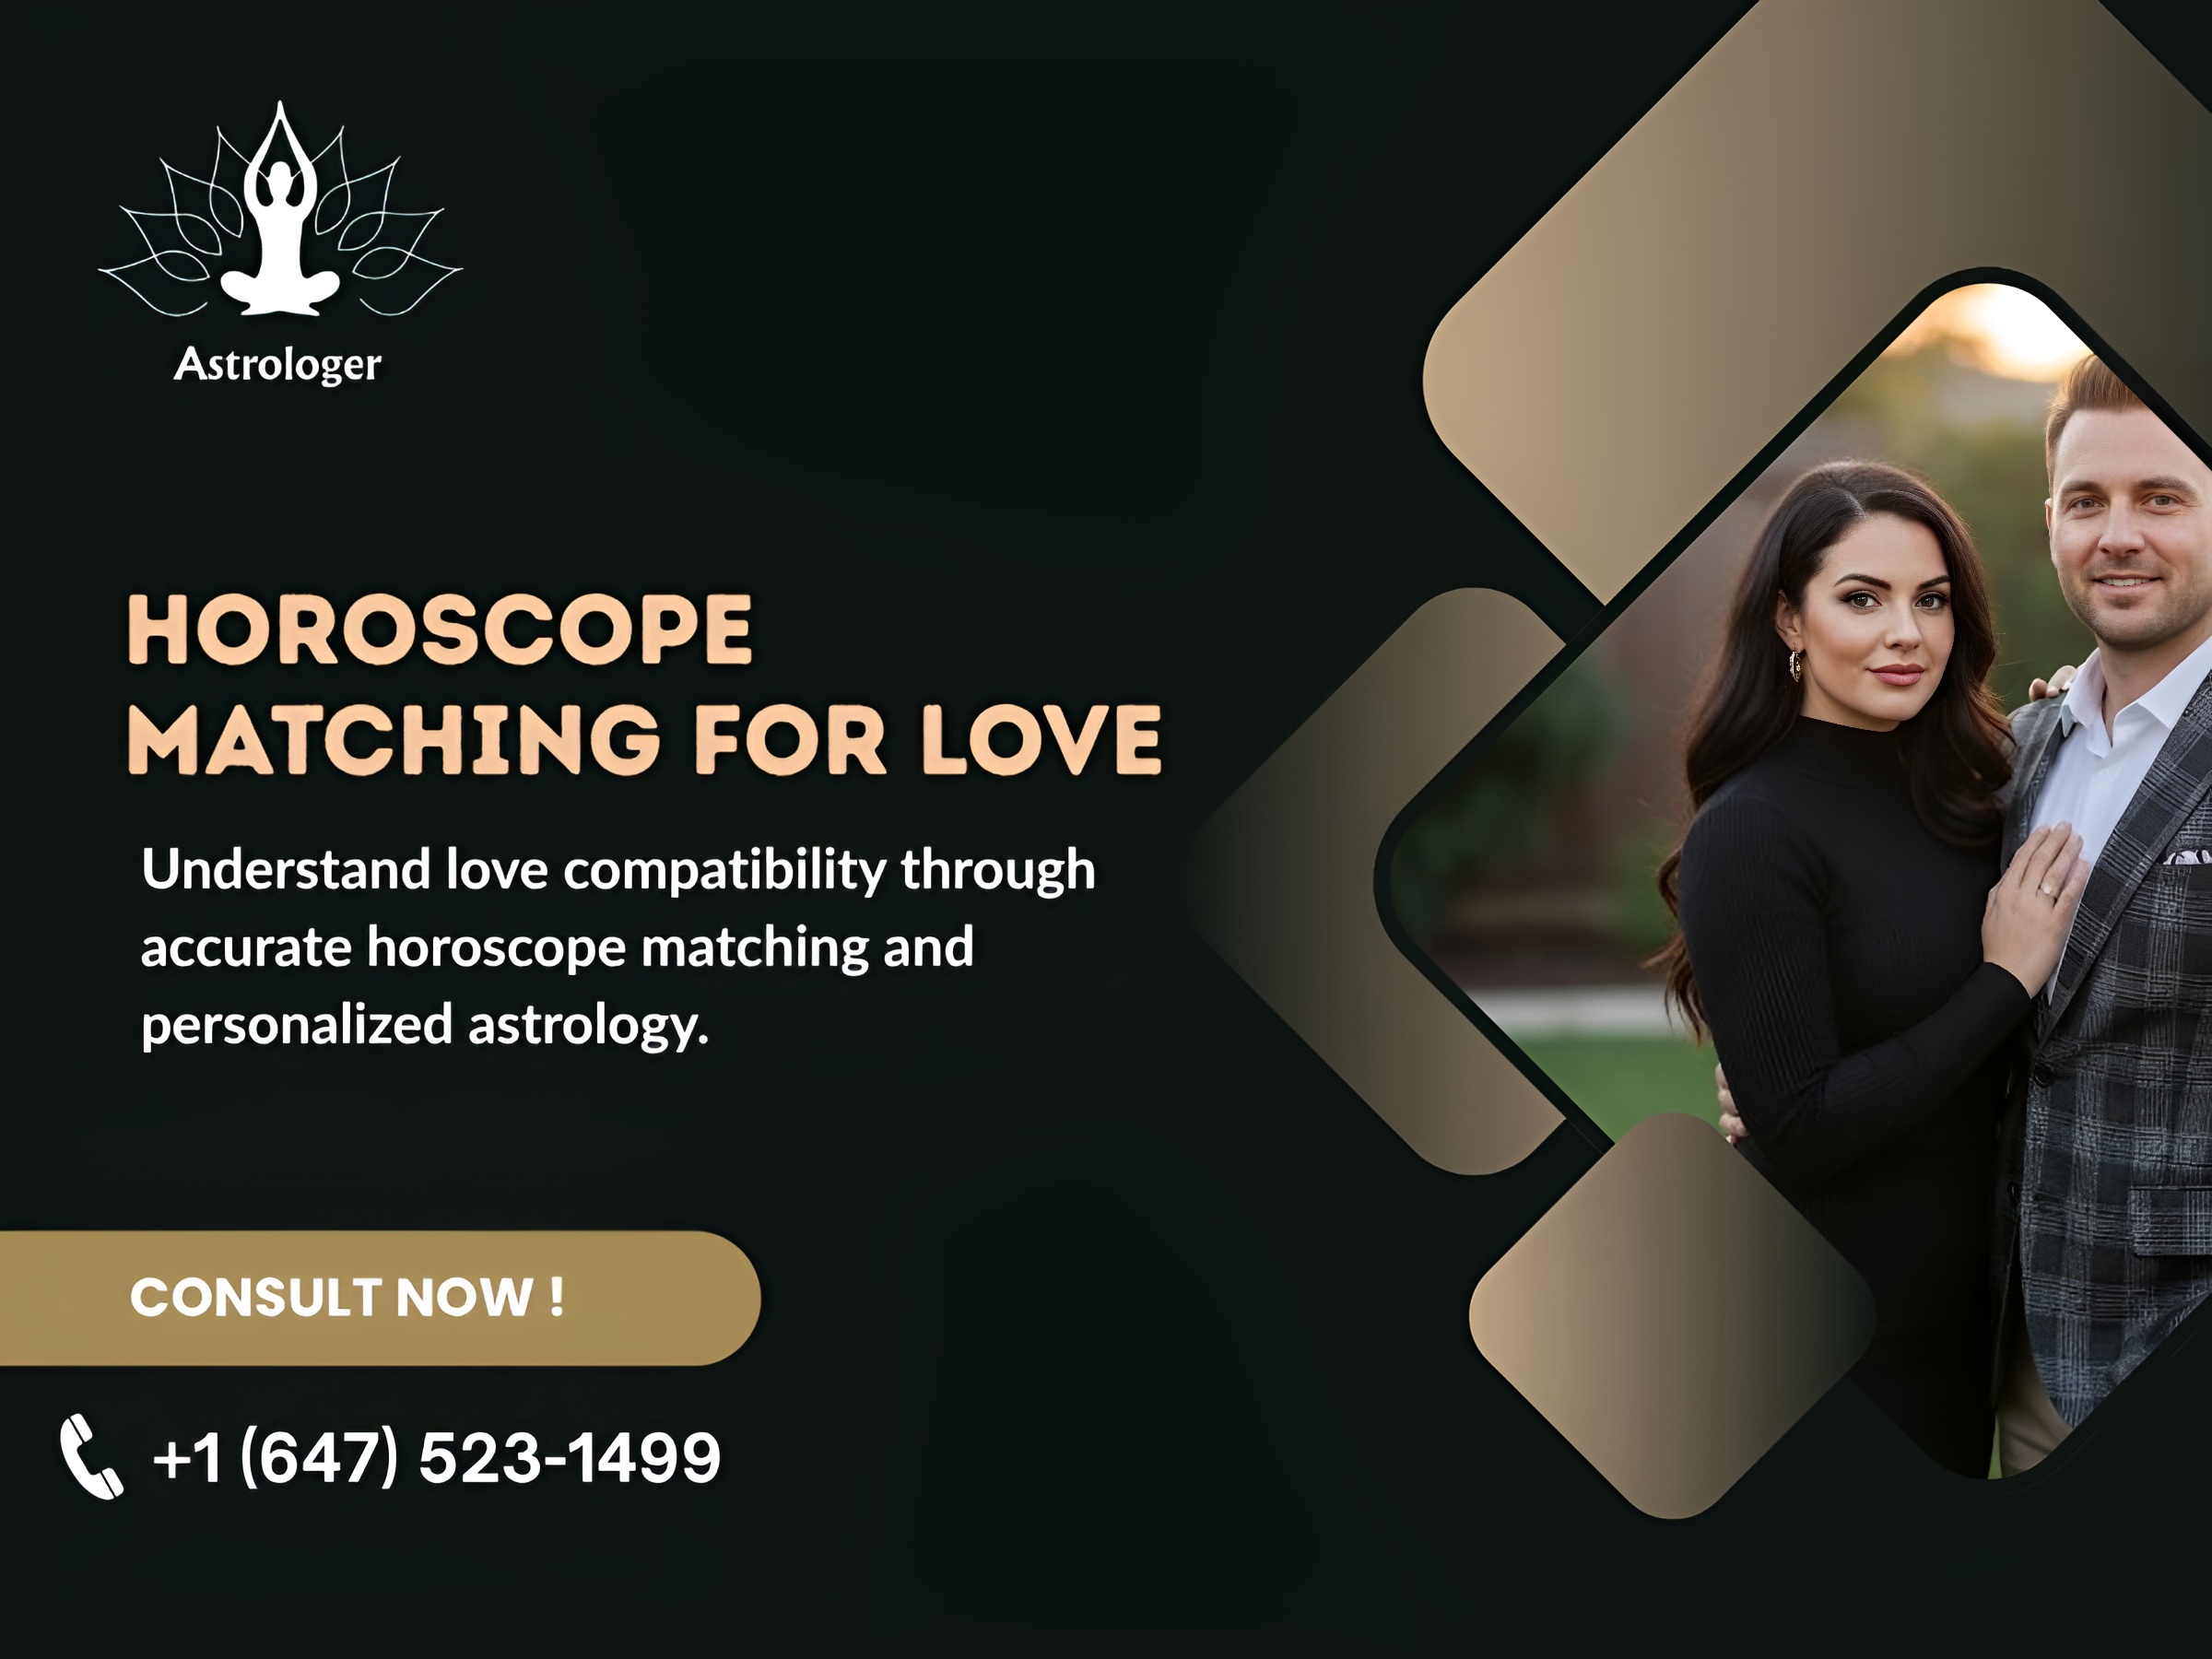 Astrologer
HOROSCOPE
MATCHING FOR LOVE
Understand love compatibility through
accurate horoscope matching and
personalized astrology.
CONSULT NOW !
+1 (647) 523-1499